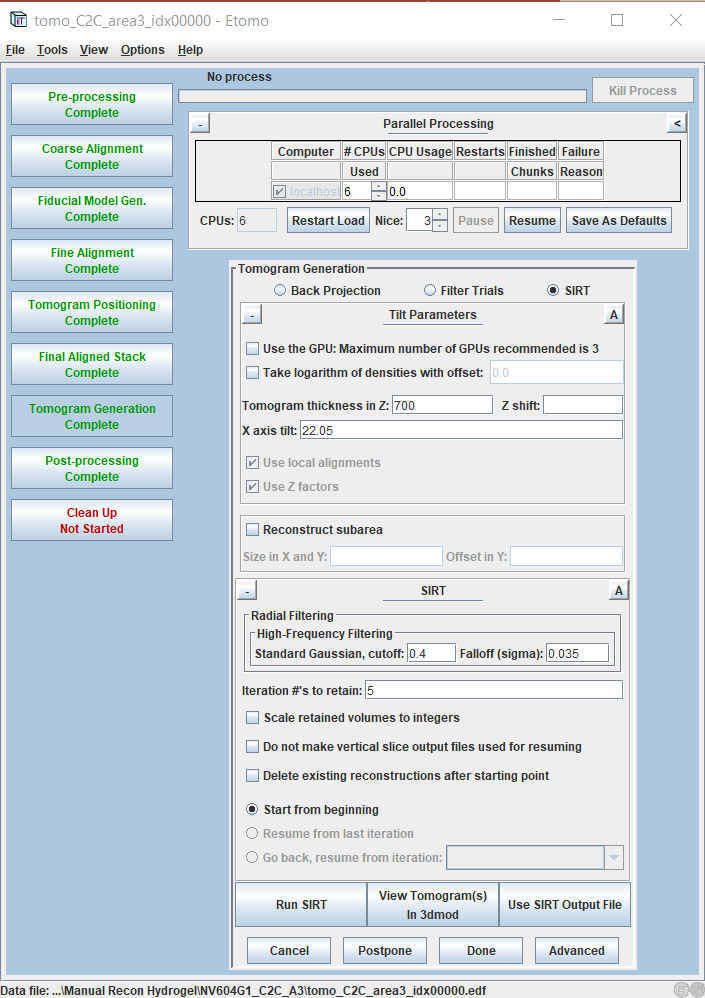 tomo_C2C_area3_idx00000 - Etomo
File Tools View Options Help
No process
Kill Process
Pre-processing
Complete
Coarse Alignment
Complete
Fiducial Model Gen.
Complete
Fine Alignment
Complete
Tomogram Positioning
Complete
Final Aligned Stack
Complete
Tomogram Generation
Complete
Post-processing
Complete
Clean Up
Not Started
- Parallel Processing <
Computer # CPUs CPU Usage Restarts Finished Failure
Used Chunks Reason
localhost 6 0.0
CPUs: 6 Restart Load Nice: 3 Pause Resume Save As Defaults
Tomogram Generation
Back Projection Filter Trials SIRT
- Tilt Parameters A
Use the GPU: Maximum number of GPUs recommended is 3
Take logarithm of densities with offset: 0.0
Tomogram thickness in Z: 700 Z shift:
X axis tilt: 22.05
Use local alignments
Use Z factors
Reconstruct subarea
Size in X and Y: Offset in Y:
- SIRT A
Radial Filtering
High-Frequency Filtering
Standard Gaussian, cutoff: 0.4 Falloff (sigma): 0.035
Iteration #'s to retain: 5
Scale retained volumes to integers
Do not make vertical slice output files used for resuming
Delete existing reconstructions after starting point
Start from beginning
Resume from last iteration
Go back, resume from iteration:
Run SIRT
View Tomogram(s)
In 3dmod
Use SIRT Output File
Cancel Postpone Done Advanced
Data file: ...\Manual Recon Hydrogel\NV604G1_C2C_A3\tomo_C2C_area3_idx00000.edf